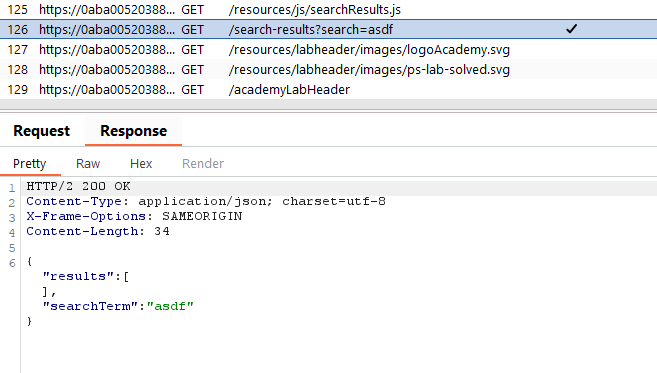 125 https://0aba00520388... GET /resources/js/searchResults.js
126 https://0aba00520388... GET /search-results?search=asdf ✓
127 https://0aba00520388... GET /resources/labheader/images/logoAcademy.svg
128 https://0aba00520388... GET /resources/labheader/images/ps-lab-solved.svg
129 https://0aba00520388... GET /academyLabHeader
Request Response
Pretty Raw Hex Render
1 HTTP/2 200 OK
2 Content-Type: application/json; charset=utf-8
3 X-Frame-Options: SAMEORIGIN
4 Content-Length: 34
5
6 {
"results":[
],
"searchTerm":"asdf"
}